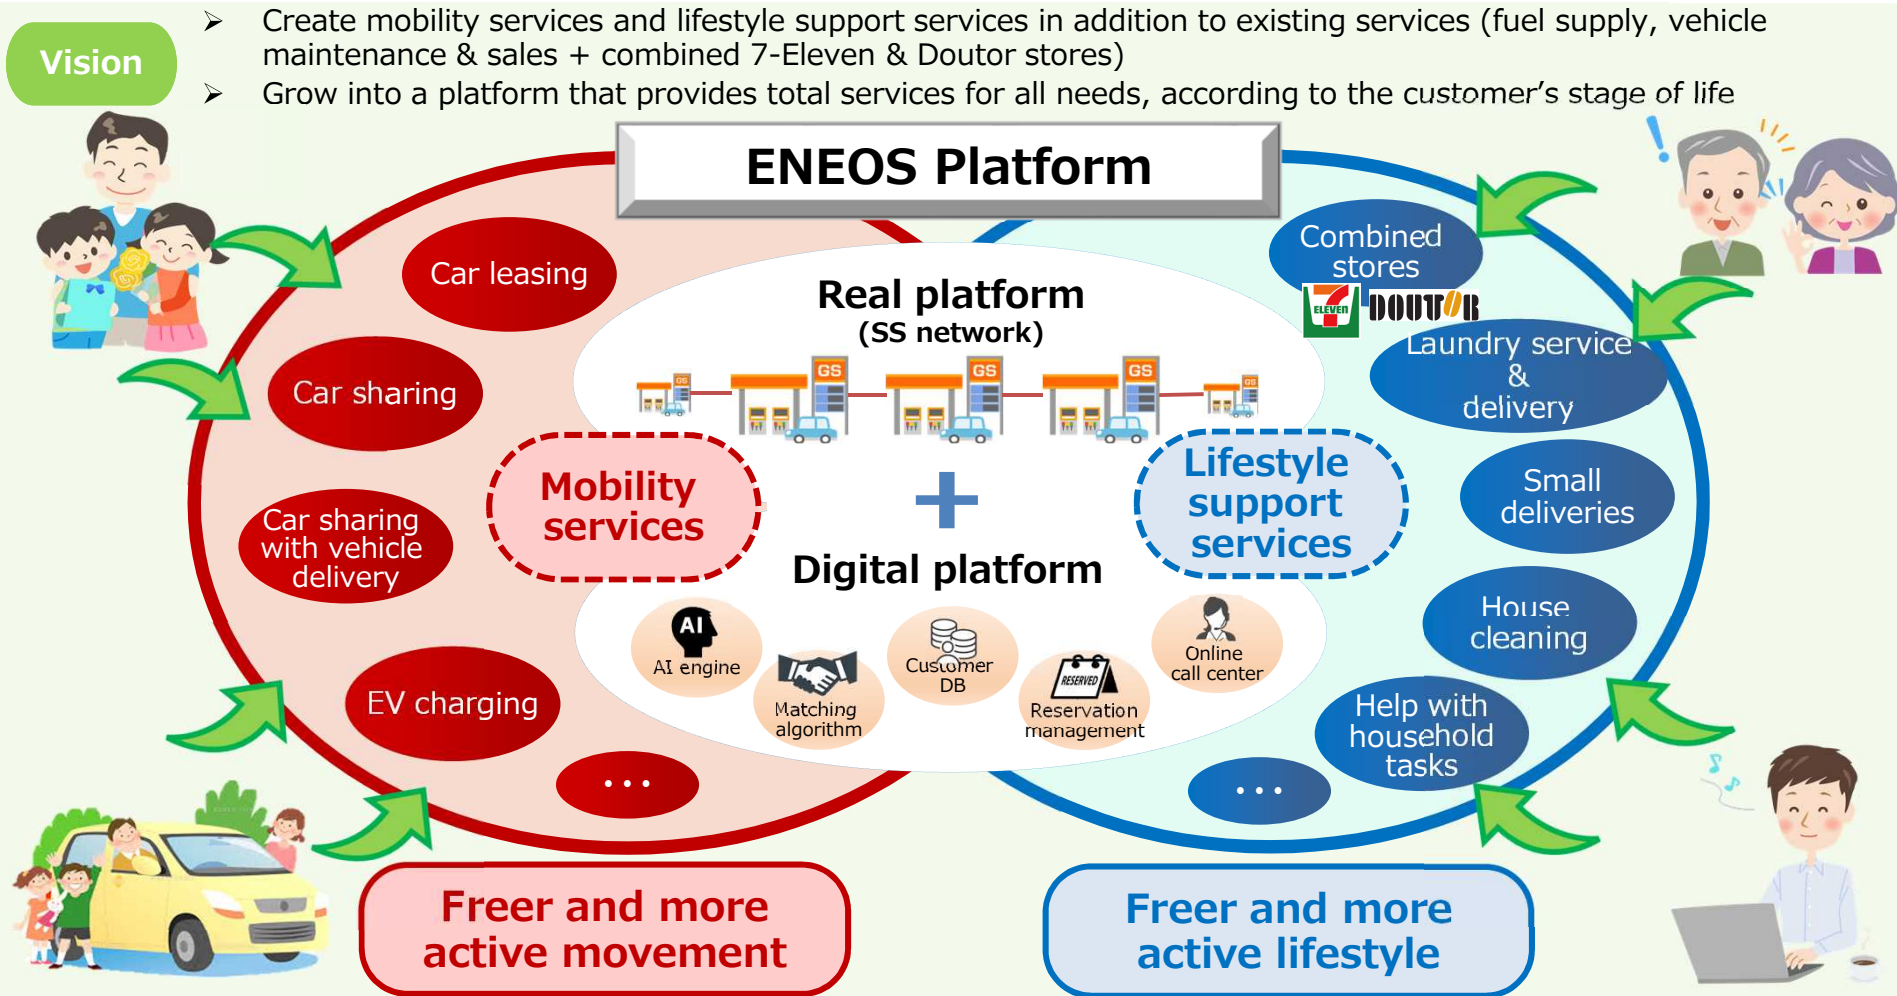 Vision
➢ Create mobility services and lifestyle support services in addition to existing services (fuel supply, vehicle
maintenance & sales + combined 7-Eleven & Doutor stores)
➢ Grow into a platform that provides total services for all needs, according to the customer's stage of life
ENEOS Platform
Car leasing
Car sharing
Car sharing
with vehicle
delivery
EV charging
...
Mobility
services
Real platform
(SS network)
GS
GS
GS
GS
GS
+
Digital platform
AI
AI engine
Matching
algorithm
Customer
DB
RESERVED
Reservation
management
Online
call center
Lifestyle
support
services
Combined
stores
7
ELEVEn
DOUTOR
Laundry service
&
delivery
Small
deliveries
House
cleaning
Help with
household
tasks
...
Freer and more
active movement
Freer and more
active lifestyle